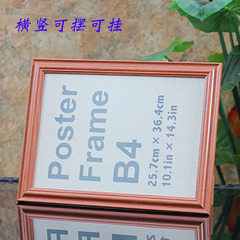 横竖可摆可挂
Poster
Frame
B4
25.7cm × 36.4cm
10.1in × 14.3in